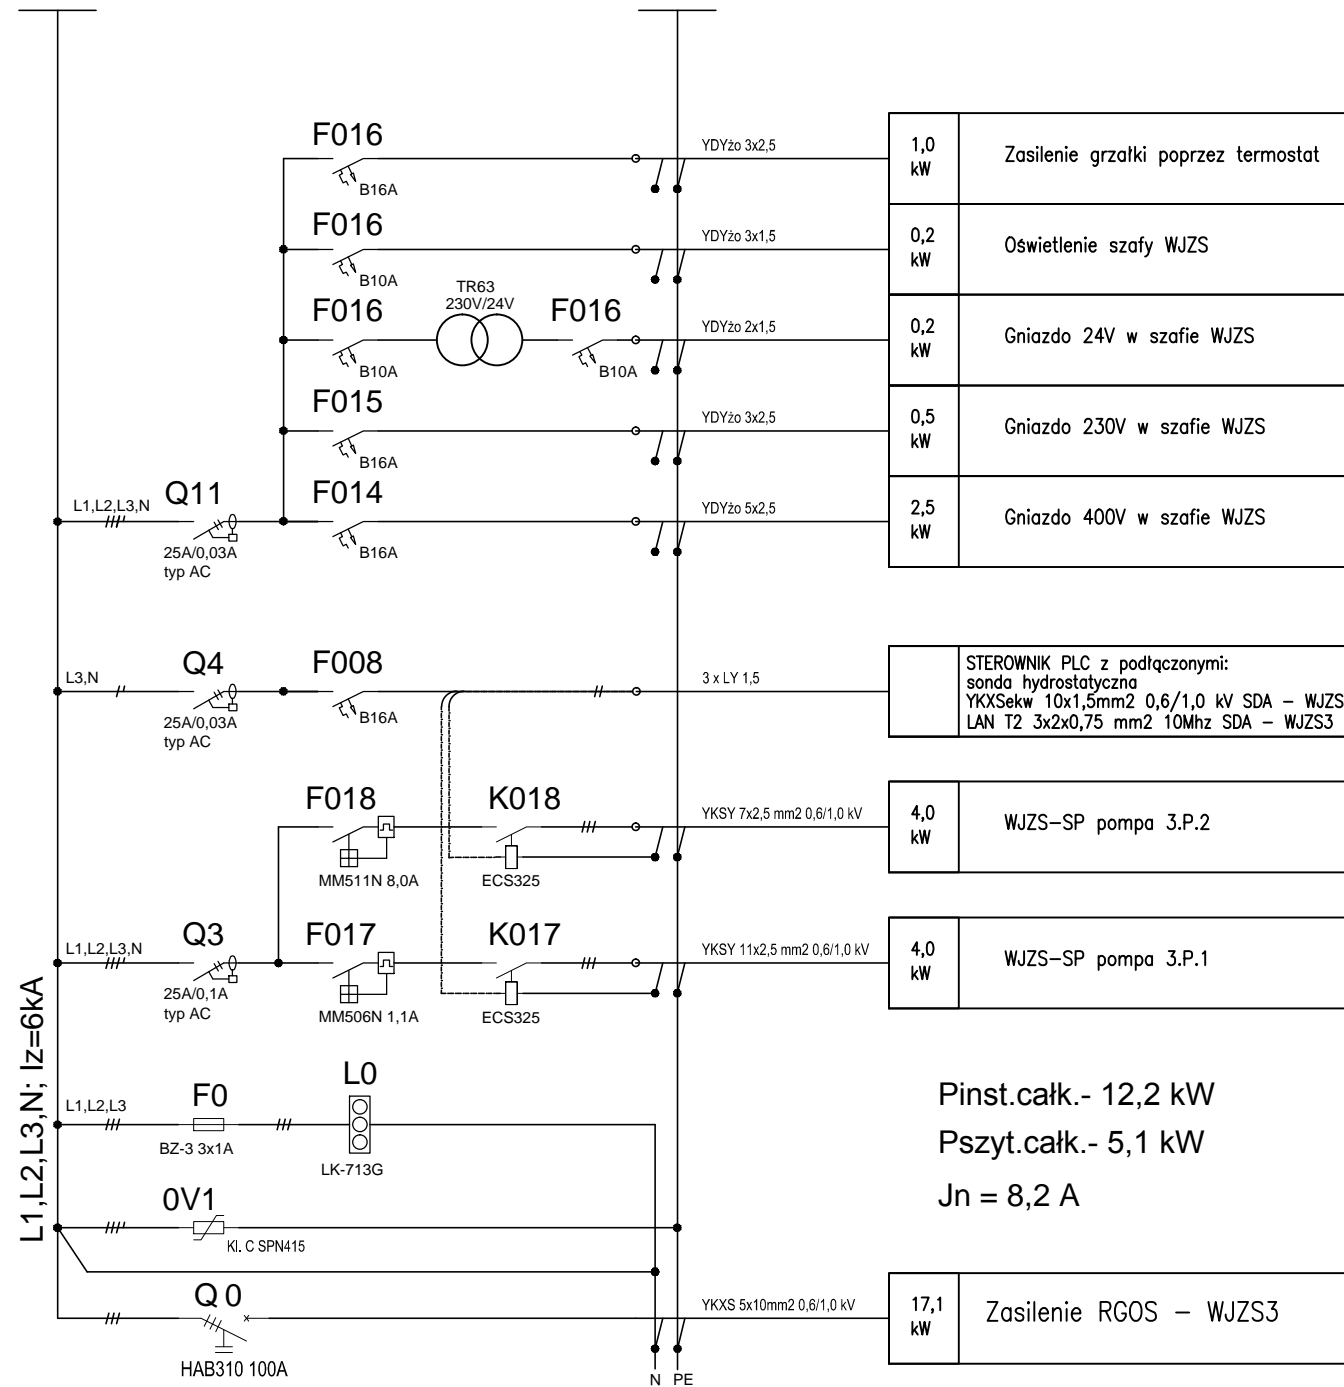 F016
B16A
YDYżo 3x2,5
1,0
kW
Zasilenie grzałki poprzez termostat
F016
B10A
YDYżo 3x1,5
0,2
kW
Oświetlenie szafy WJZS
F016
B10A
TR63
230V/24V
F016
B10A
YDYżo 2x1,5
0,2
kW
Gniazdo 24V w szafie WJZS
F015
B16A
YDYżo 3x2,5
0,5
kW
Gniazdo 230V w szafie WJZS
L1,L2,L3,N
Q11
25A/0,03A
typ AC
F014
B16A
YDYżo 5x2,5
2,5
kW
Gniazdo 400V w szafie WJZS
L3,N
Q4
25A/0,03A
typ AC
F008
B16A
3 x LY 1,5
STEROWNIK PLC z podłączonymi:
sonda hydrostatyczna
YKXSekw 10x1,5mm2 0,6/1,0 kV SDA – WJZS
LAN T2 3x2x0,75 mm2 10Mhz SDA – WJZS3
F018
MM511N 8,0A
K018
ECS325
YKSY 7x2,5 mm2 0,6/1,0 kV
4,0
kW
WJZS–SP pompa 3.P.2
L1,L2,L3,N
Q3
25A/0,1A
typ AC
F017
MM506N 1,1A
K017
ECS325
YKSY 11x2,5 mm2 0,6/1,0 kV
4,0
kW
WJZS–SP pompa 3.P.1
L1,L2,L3,N; Iz=6kA
L1,L2,L3
F0
BZ-3 3x1A
L0
LK-713G
Pinst.całk.- 12,2 kW
Pszyt.całk.- 5,1 kW
Jn = 8,2 A
0V1
Kl. C SPN415
Q 0
HAB310 100A
YKXS 5x10mm2 0,6/1,0 kV
17,1
kW
Zasilenie RGOS – WJZS3
N PE